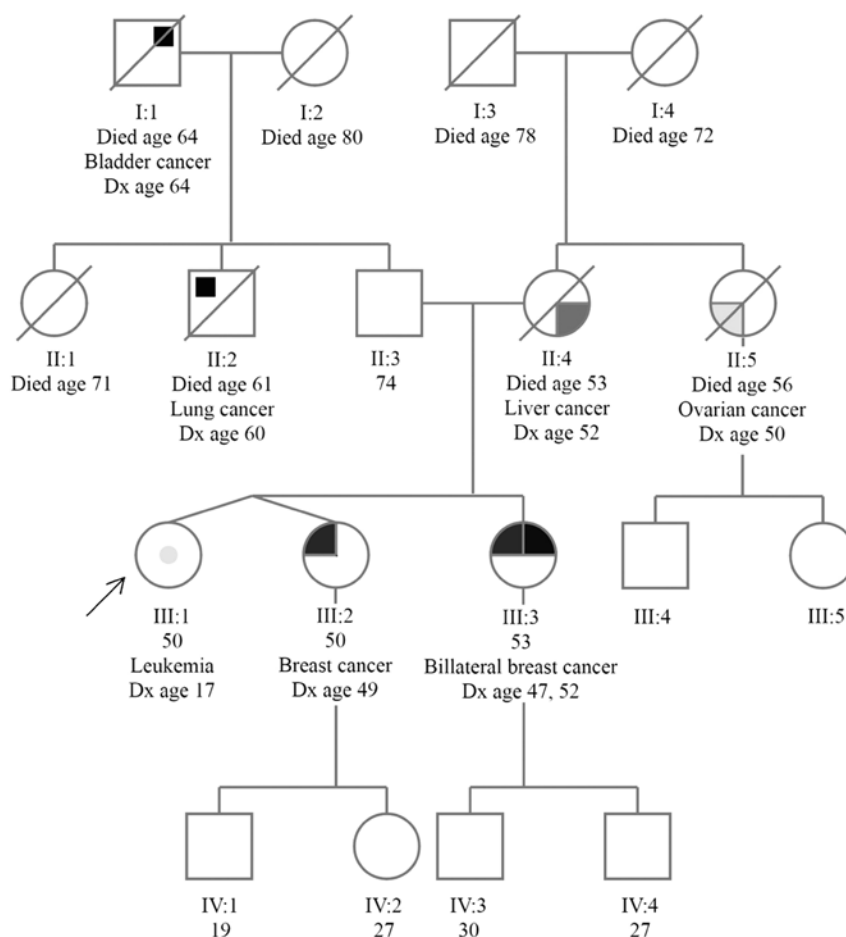 I:1
Died age 64
Bladder cancer
Dx age 64
I:2
Died age 80
I:3
Died age 78
I:4
Died age 72
II:1
Died age 71
II:2
Died age 61
Lung cancer
Dx age 60
II:3
74
II:4
Died age 53
Liver cancer
Dx age 52
II:5
Died age 56
Ovarian cancer
Dx age 50
III:1
50
Leukemia
Dx age 17
III:2
50
Breast cancer
Dx age 49
III:3
53
Billateral breast cancer
Dx age 47, 52
III:4
III:5
IV:1
19
IV:2
27
IV:3
30
IV:4
27